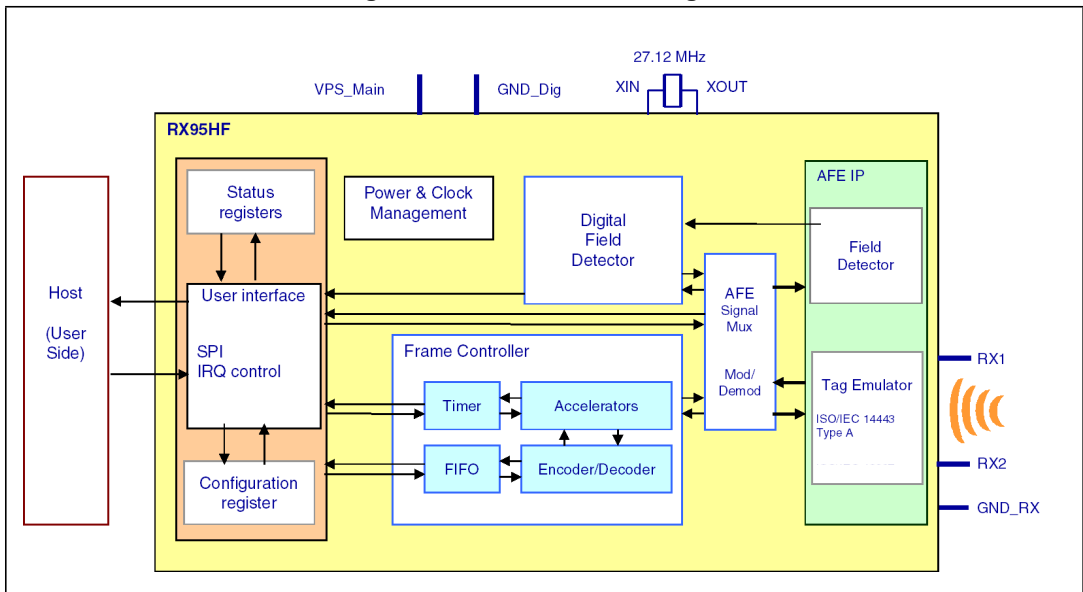 27.12 MHz
VPS_Main
GND_Dig
XIN
XOUT
RX95HF
Status
registers
Power & Clock
Management
Digital
Field
Detector
AFE IP
Field
Detector
Host
(User
Side)
User interface
SPI
IRQ control
AFE
Signal
Mux
Mod/
Demod
Frame Controller
Timer
Accelerators
FIFO
Encoder/Decoder
Tag Emulator
ISO/IEC 14443
Type A
Configuration
register
RX1
RX2
GND_RX